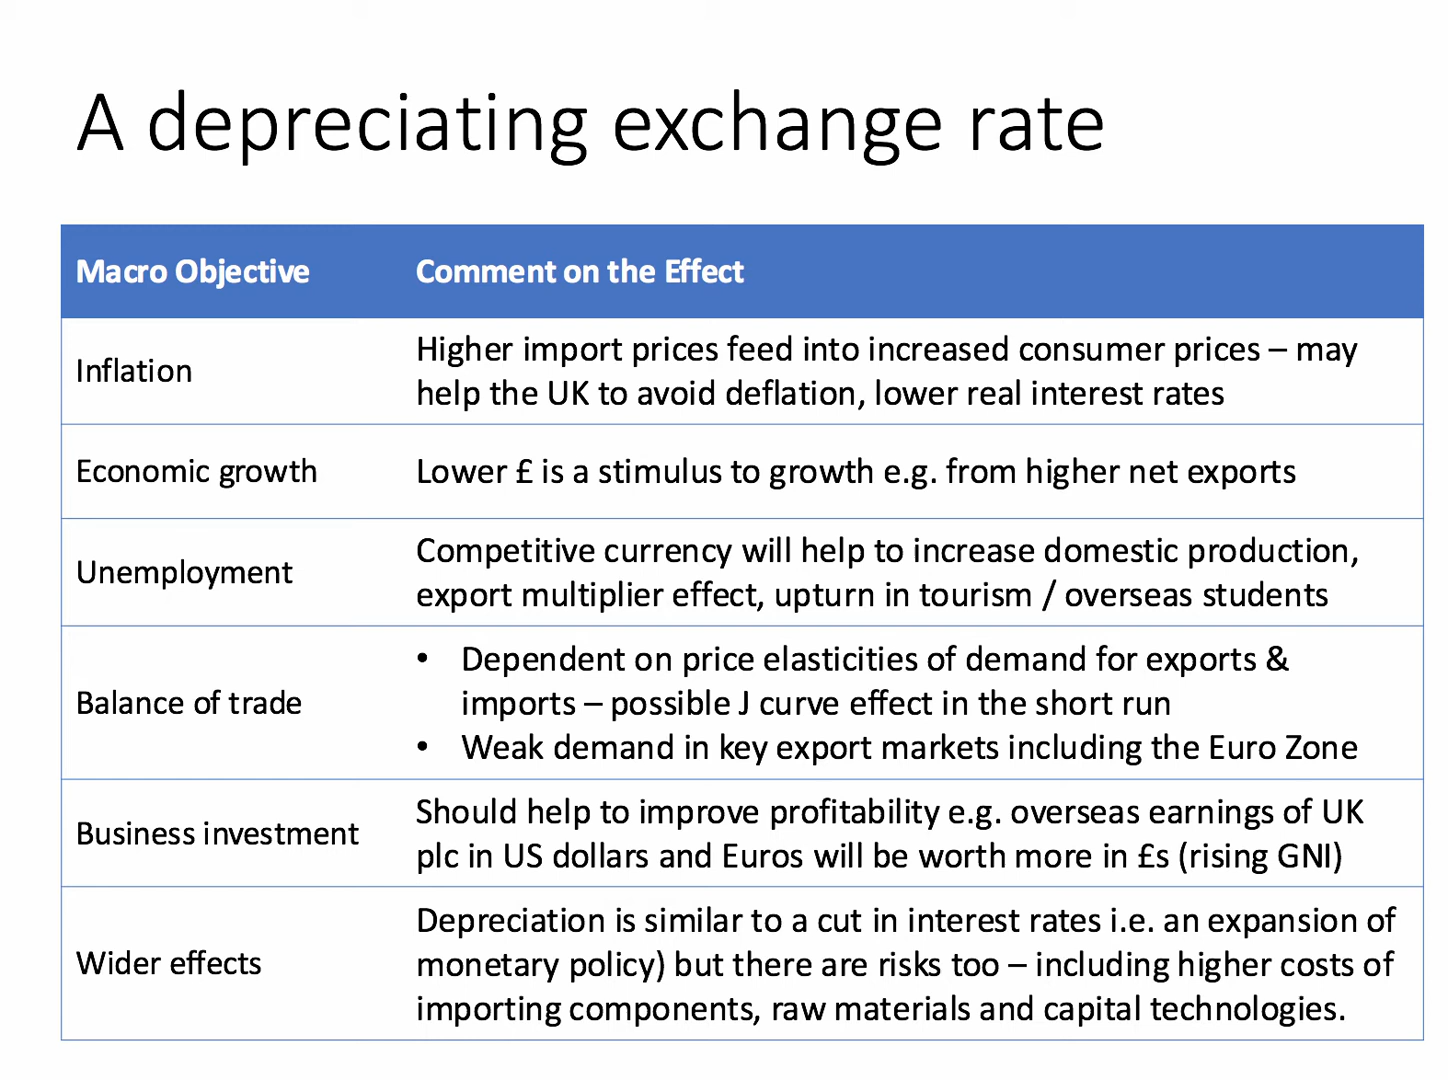 A depreciating exchange rate
Macro Objective
Comment on the Effect
Inflation
Higher import prices feed into increased consumer prices – may
help the UK to avoid deflation, lower real interest rates
Economic growth
Lower £ is a stimulus to growth e.g. from higher net exports
Unemployment
Competitive currency will help to increase domestic production,
export multiplier effect, upturn in tourism / overseas students
Balance of trade
• Dependent on price elasticities of demand for exports &
imports – possible J curve effect in the short run
• Weak demand in key export markets including the Euro Zone
Business investment
Should help to improve profitability e.g. overseas earnings of UK
plc in US dollars and Euros will be worth more in £s (rising GNI)
Wider effects
Depreciation is similar to a cut in interest rates i.e. an expansion of
monetary policy) but there are risks too – including higher costs of
importing components, raw materials and capital technologies.